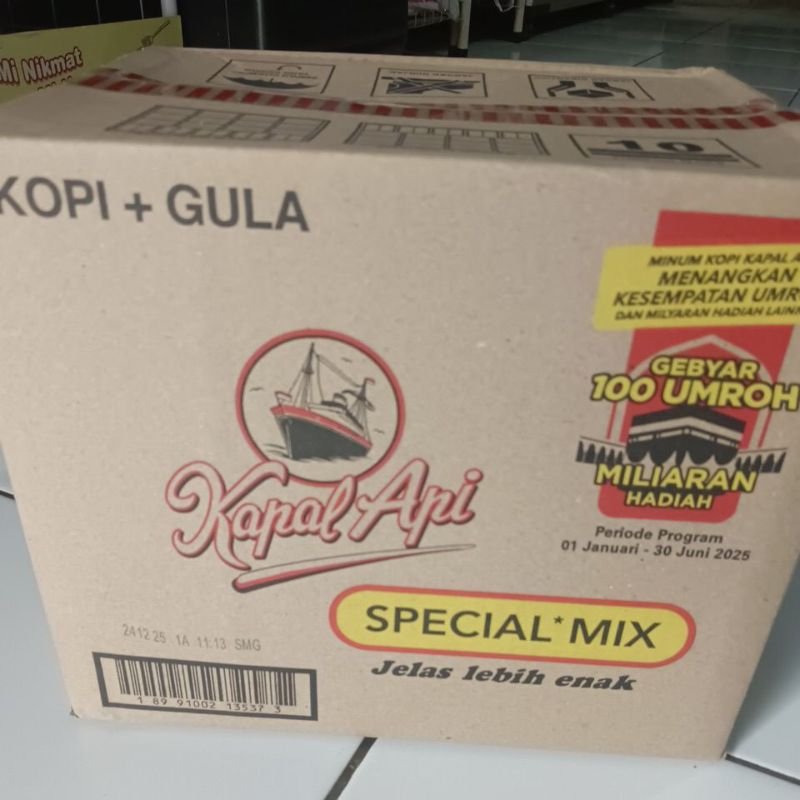 Mi Nikmat
10
KOPI + GULA
MINUM KOPI KAPAL A
MENANGKAN
KESEMPATAN UMR
DAN MILYARAN HADIAH LAINN
GEBYAR
100 UMROH
MILIARAN
HADIAH
Periode Program
01 Januari - 30 Juni 2025
Kapal Api
SPECIAL* MIX
Jelas lebih enak
2412 25 1A 11:13 SMG
1 89 91002 13537 3